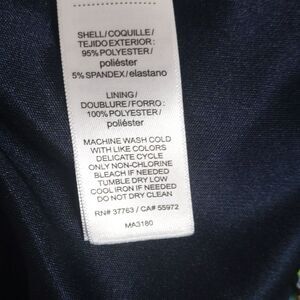 SHELL/COQUILLE/
TEJIDO EXTERIOR:
95% POLYESTER/
poliéster
5% SPANDEX/elastano
LINING/
DOUBLURE/FORRO:
100% POLYESTER/
poliéster
MACHINE WASH COLD
WITH LIKE COLORS
DELICATE CYCLE
ONLY NON-CHLORINE
BLEACH IF NEEDED
TUMBLE DRY LOW
COOL IRON IF NEEDED
DO NOT DRY CLEAN
RN# 37763 / CA# 55972
MA3180